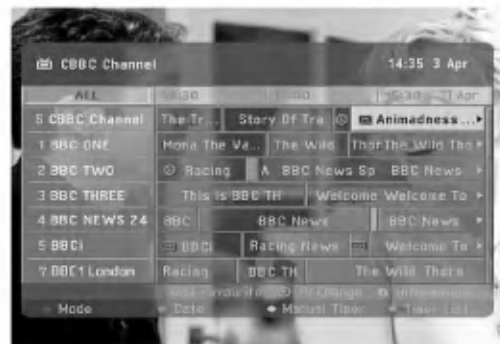 CBBC Channel 14:35 3 Apr
ALL
5 CBBC Channel The Tr... Story Of Tra Animadness...
1 BBC ONE Mona The Va... The Wild Thor The Wild Tho
2 BBC TWO Racing A BBC News Sp BBC News
3 BBC THREE This is BBC TH Welcome Welcome To
4 BBC NEWS 24 BBC BBC News BBC News
5 BBCi BBCi Racing News Welcome To
7 BBC1 London Racing BBC TH The Wild Thorn
Mode Date Manual Timer Timer List